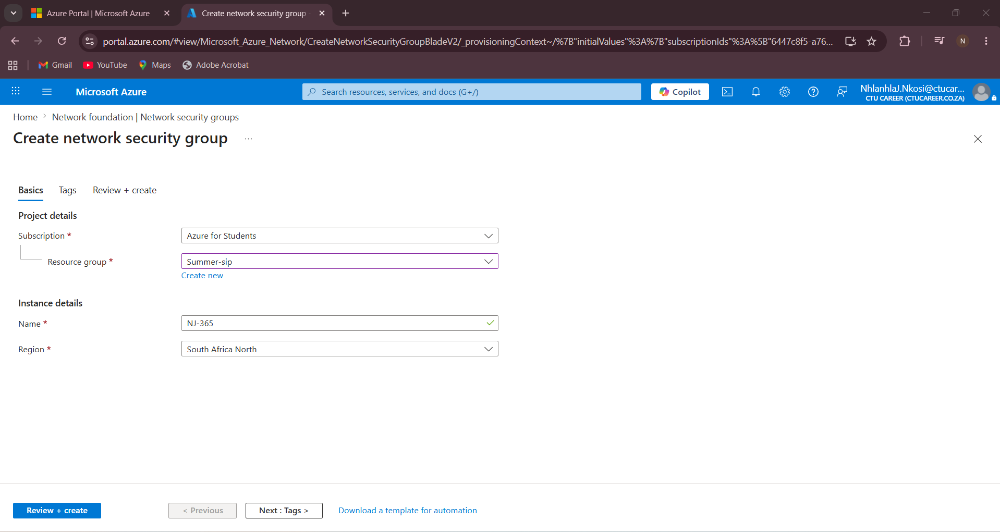 Azure Portal | Microsoft Azure
Create network security group -
portal.azure.com/#view/Microsoft_Azure_Network/CreateNetworkSecurityGroupBladeV2/_provisioningContext~/%7B"initialValues"%3A%7B"subscriptionIds"%3A%5B"6447c8f5-a76...
N
Gmail
YouTube
Maps
Adobe Acrobat
Microsoft Azure
Search resources, services, and docs (G+/)
Copilot
NhlanhlaJ.Nkosi@ctucar...
CTU CAREER (CTUCAREER.CO.ZA)
Home > Network foundation | Network security groups
Create network security group ...
Basics Tags Review + create
Project details
Subscription * Azure for Students
Resource group * Summer-sip
Create new
Instance details
Name * NJ-365
Region * South Africa North
Review + create < Previous Next : Tags > Download a template for automation